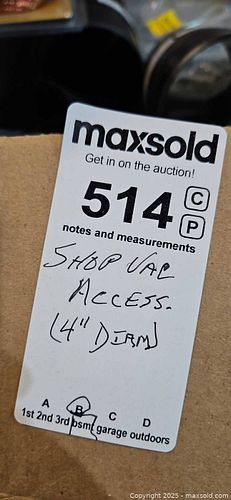 maxsold
Get in on the auction!
514 C
P
notes and measurements
SHOP VAC
ACCESS.
(4" DIAM)
A B C D
1st 2nd 3rd bsmt garage outdoors
Copyright 2025 - www.maxsold.com